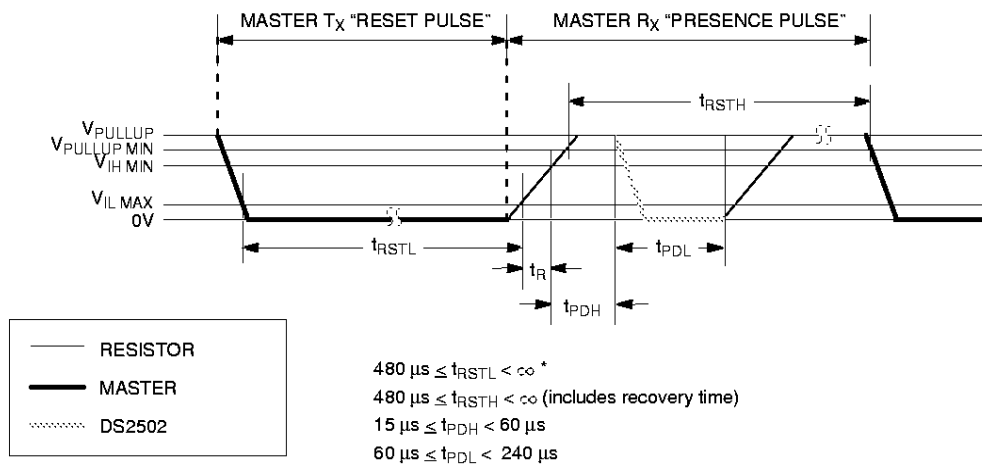 MASTER TX “RESET PULSE”
MASTER RX “PRESENCE PULSE”
tRSTH
VPULLUP
VPULLUP MIN
VIH MIN
VIL MAX
0V
tRSTL
tPDL
tR
tPDH
RESISTOR
MASTER
DS2502
480 μs ≤ tRSTL < ∞ *
480 μs ≤ tRSTH < ∞ (includes recovery time)
15 μs ≤ tPDH < 60 μs
60 μs ≤ tPDL < 240 μs